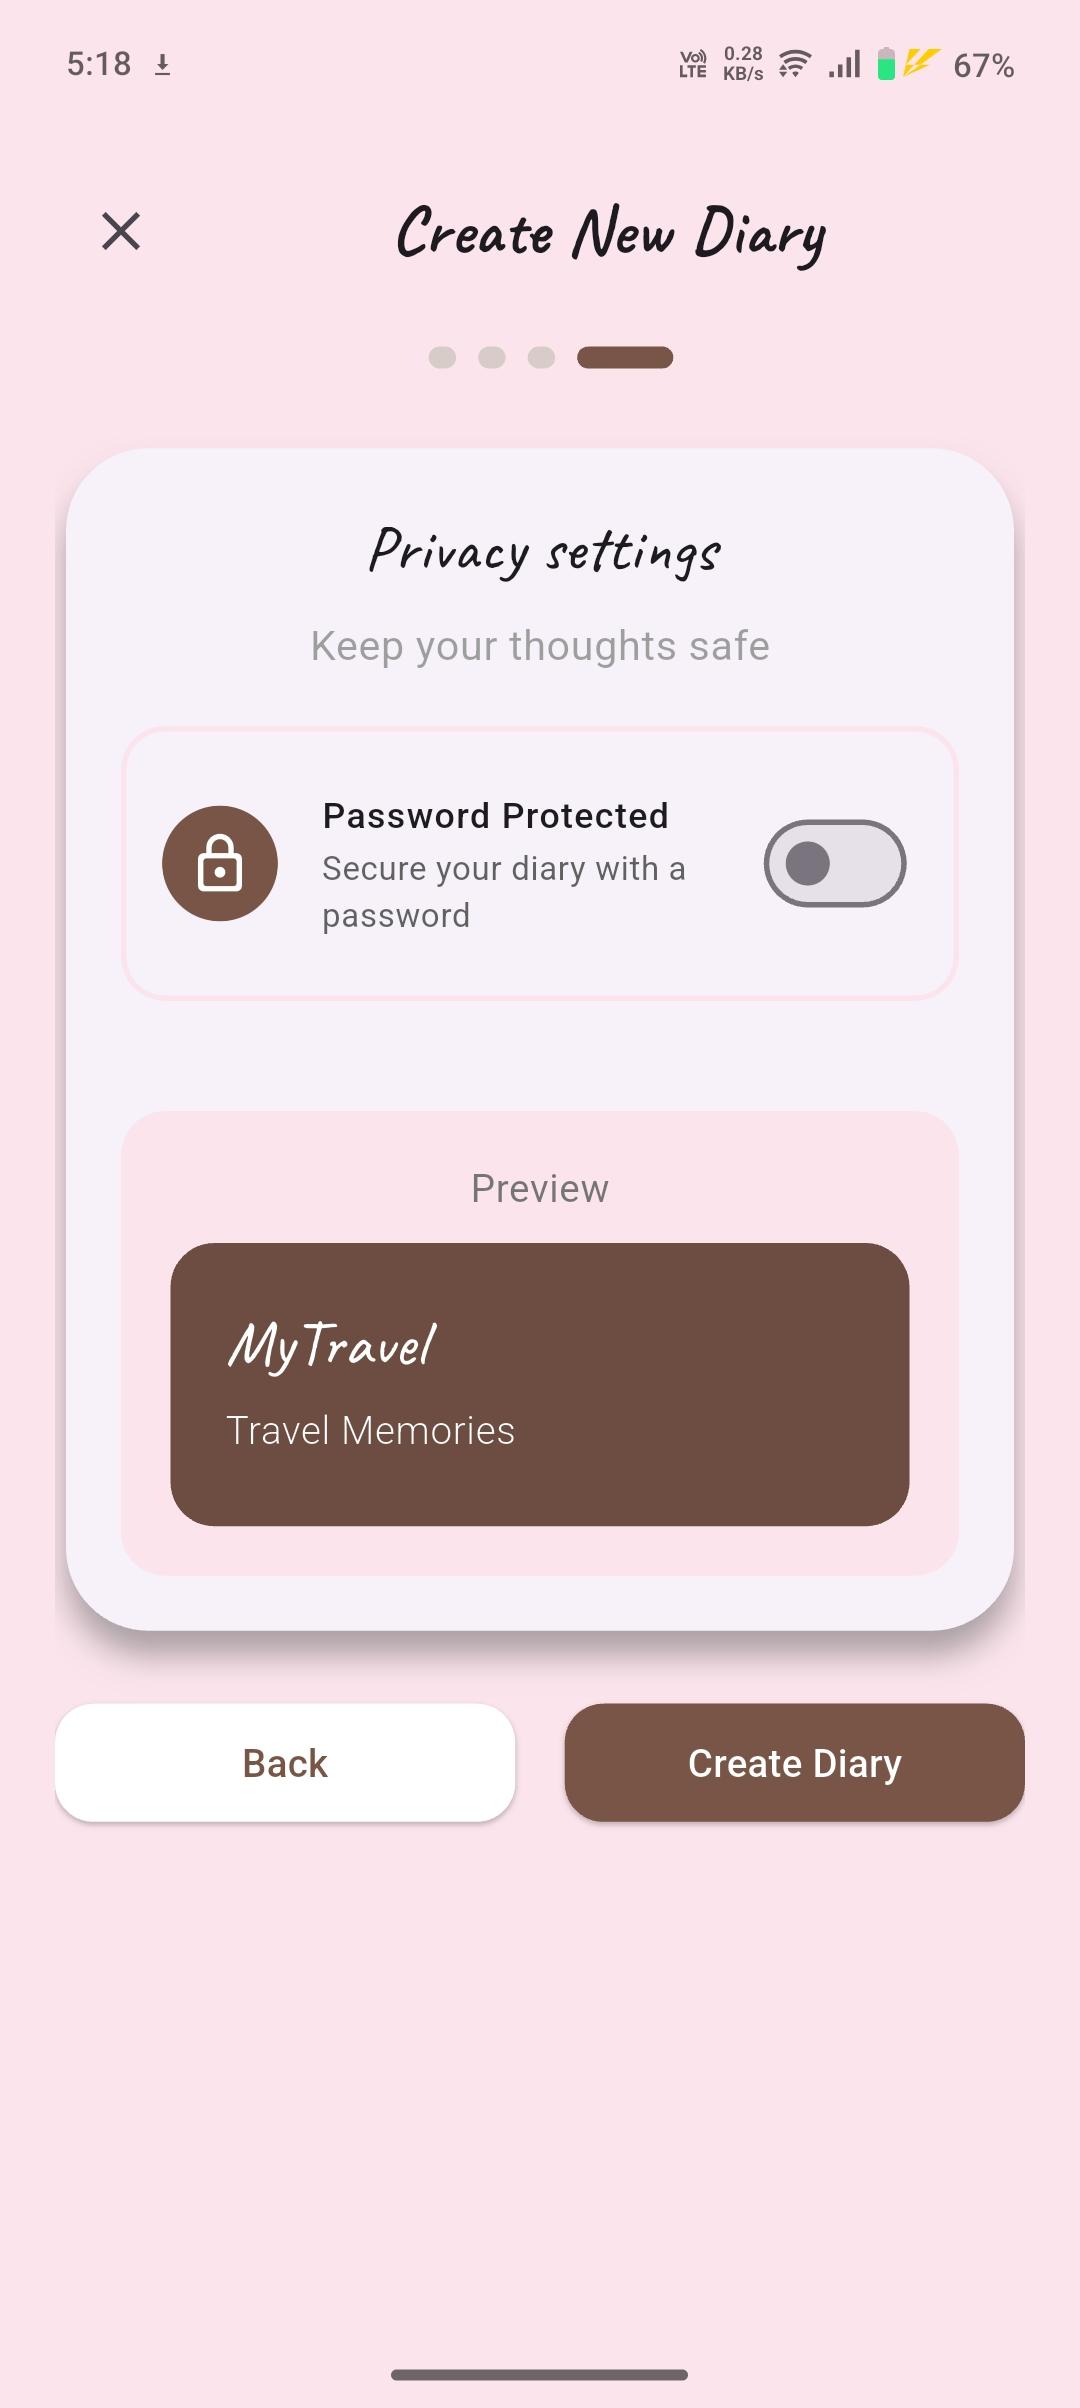 5:18
Vo LTE 0.28 KB/s 67%
Create New Diary
Privacy settings
Keep your thoughts safe
Password Protected
Secure your diary with a
password
Preview
MyTravel
Travel Memories
Back
Create Diary